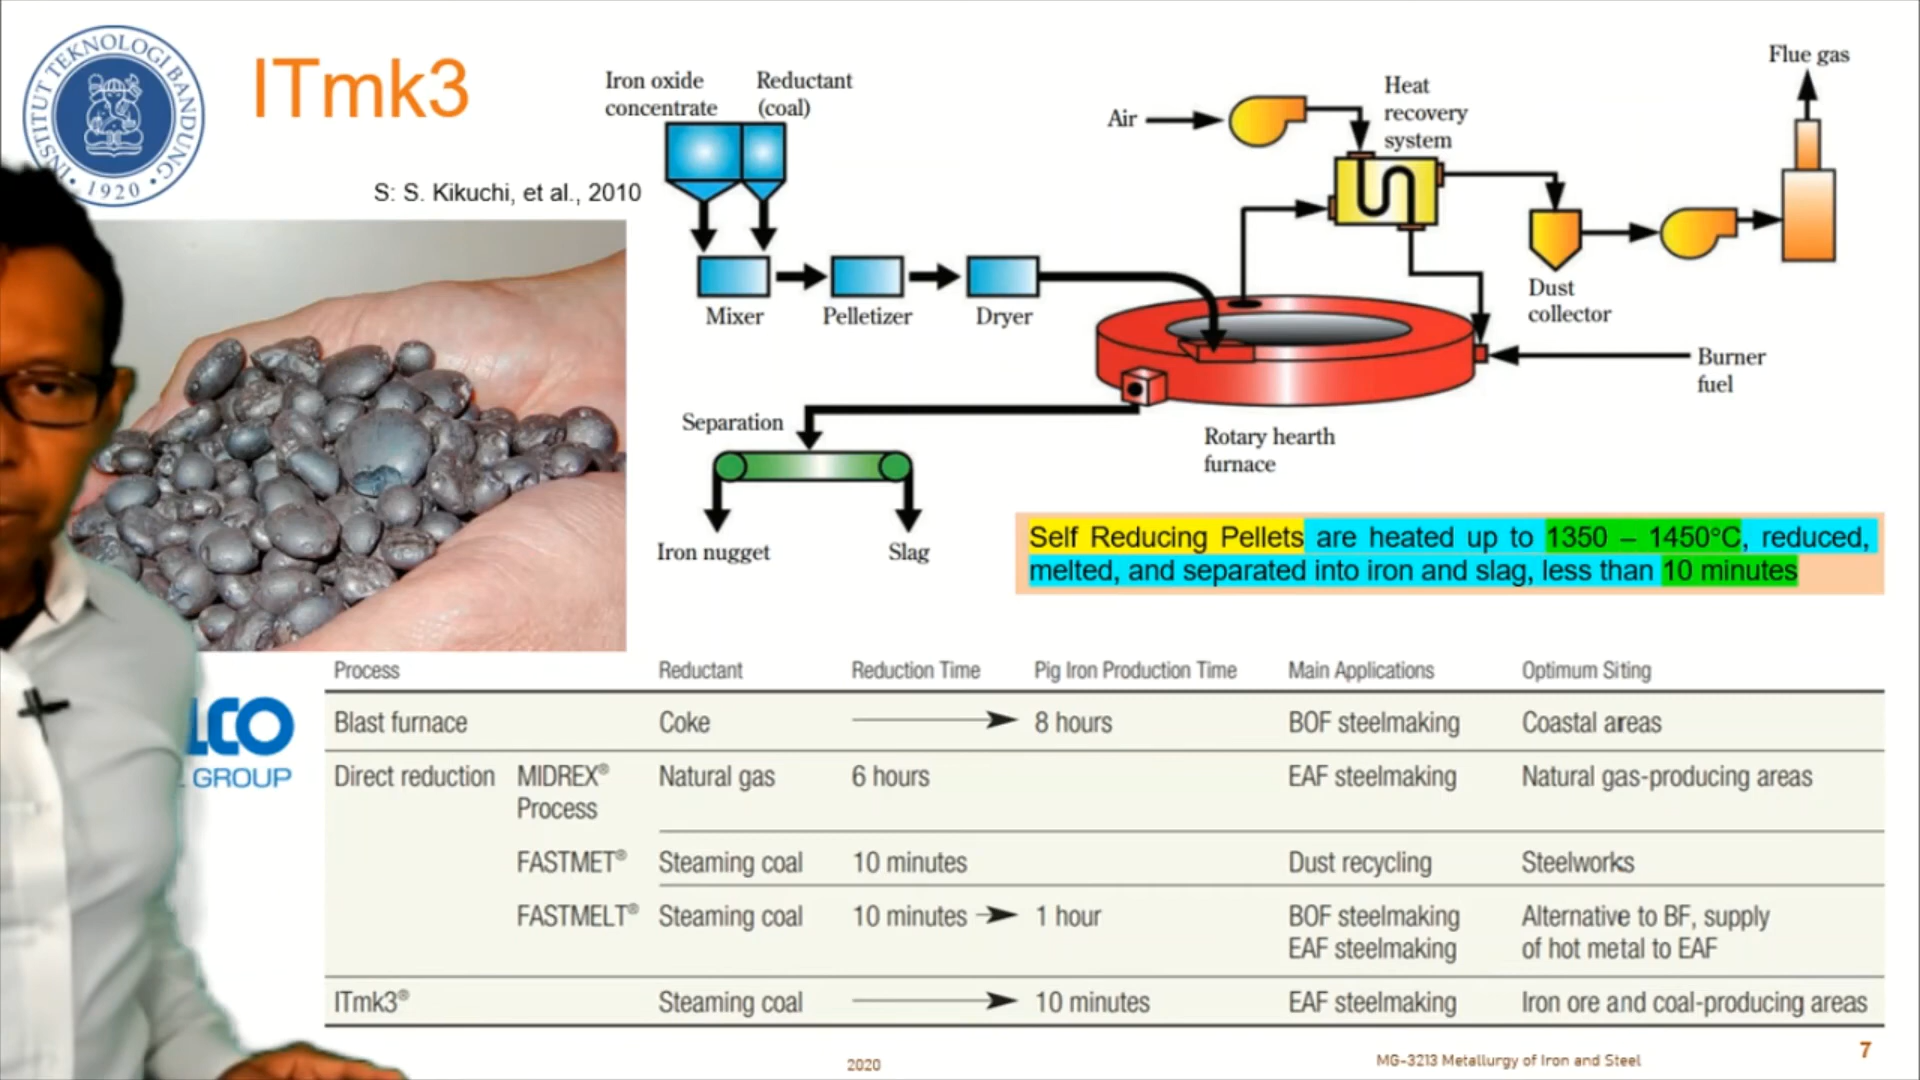 INSTITUT TEKNOLOGI BANDUNG
1920
ITmk3
S: S. Kikuchi, et al., 2010
Iron oxide
concentrate
Reductant
(coal)
Mixer
Pelletizer
Dryer
Air
Heat
recovery
system
Flue gas
Dust
collector
Burner
fuel
Rotary hearth
furnace
Separation
Iron nugget
Slag
Self Reducing Pellets are heated up to 1350 – 1450°C, reduced,
melted, and separated into iron and slag, less than 10 minutes
GROUP
Process Reductant Reduction Time Pig Iron Production Time Main Applications Optimum Siting
Blast furnace Coke 8 hours BOF steelmaking Coastal areas
Direct reduction MIDREX® Natural gas 6 hours EAF steelmaking Natural gas-producing areas
Process
FASTMET® Steaming coal 10 minutes Dust recycling Steelworks
FASTMELT® Steaming coal 10 minutes 1 hour BOF steelmaking Alternative to BF, supply
EAF steelmaking of hot metal to EAF
ITmk3® Steaming coal 10 minutes EAF steelmaking Iron ore and coal-producing areas
2020
MG-3213 Metallurgy of Iron and Steel
7